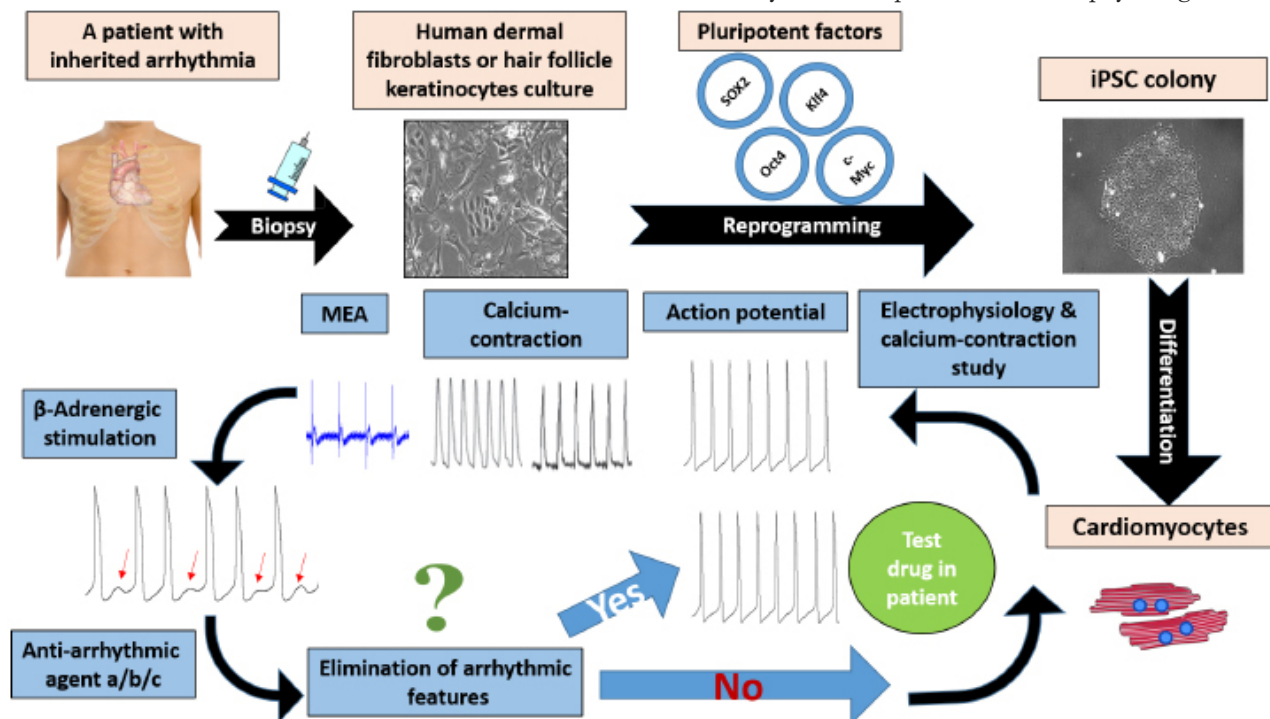 A patient with
inherited arrhythmia
Human dermal
fibroblasts or hair follicle
keratinocytes culture
Pluripotent factors
SOX2
Klf4
Oct4
c-
Myc
iPSC colony
Biopsy
Reprogramming
Differentiation
MEA
Calcium-
contraction
Action potential
Electrophysiology &
calcium-contraction
study
β-Adrenergic
stimulation
Cardiomyocytes
Test
drug in
patient
?
Yes
Anti-arrhythmic
agent a/b/c
Elimination of arrhythmic
features
No